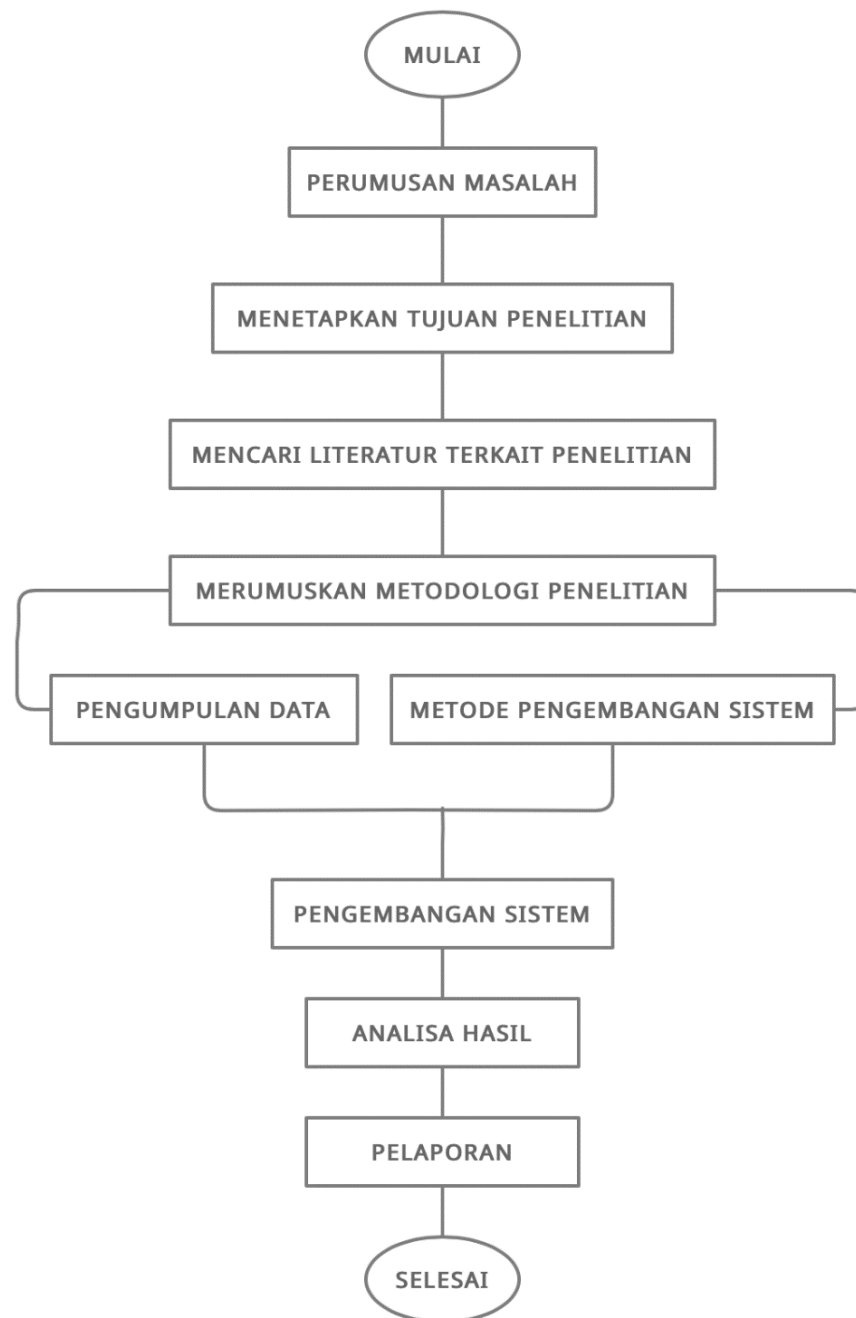 MULAI
PERUMUSAN MASALAH
MENETAPKAN TUJUAN PENELITIAN
MENCARI LITERATUR TERKAIT PENELITIAN
MERUMUSKAN METODOLOGI PENELITIAN
PENGUMPULAN DATA
METODE PENGEMBANGAN SISTEM
PENGEMBANGAN SISTEM
ANALISA HASIL
PELAPORAN
SELESAI